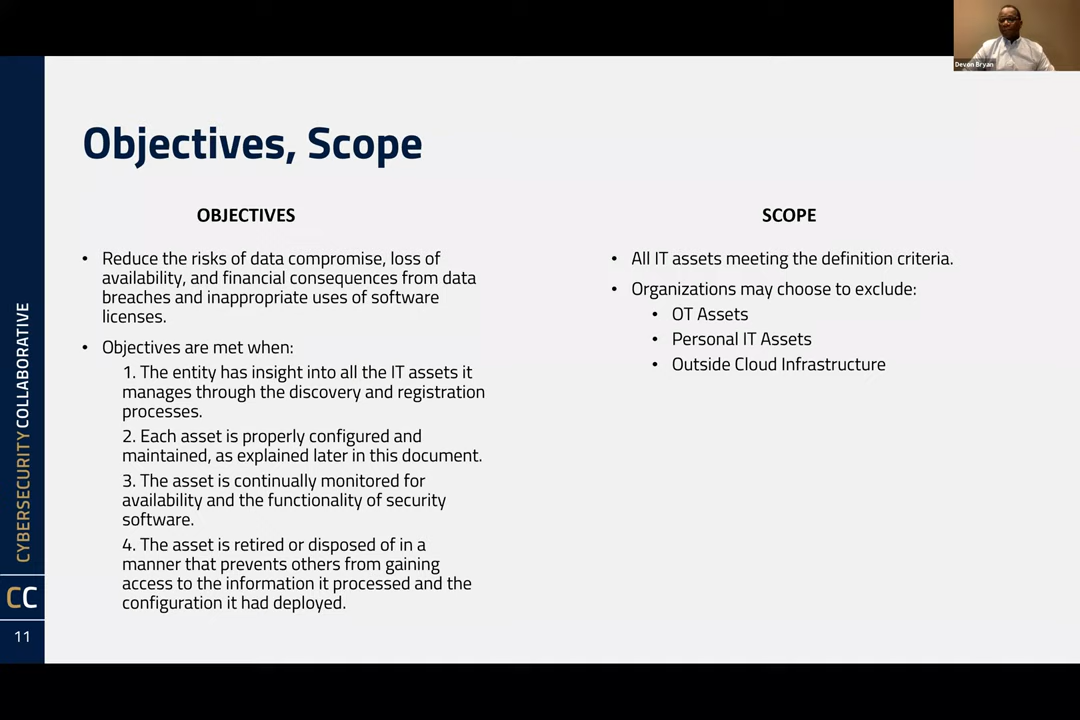 Devon Bryan
Objectives, Scope
OBJECTIVES
• Reduce the risks of data compromise, loss of
availability, and financial consequences from data
breaches and inappropriate uses of software
licenses.
• Objectives are met when:
1. The entity has insight into all the IT assets it
manages through the discovery and registration
processes.
2. Each asset is properly configured and
maintained, as explained later in this document.
3. The asset is continually monitored for
availability and the functionality of security
software.
4. The asset is retired or disposed of in a
manner that prevents others from gaining
access to the information it processed and the
configuration it had deployed.
SCOPE
• All IT assets meeting the definition criteria.
• Organizations may choose to exclude:
• OT Assets
• Personal IT Assets
• Outside Cloud Infrastructure
CYBERSECURITY COLLABORATIVE
CC
11